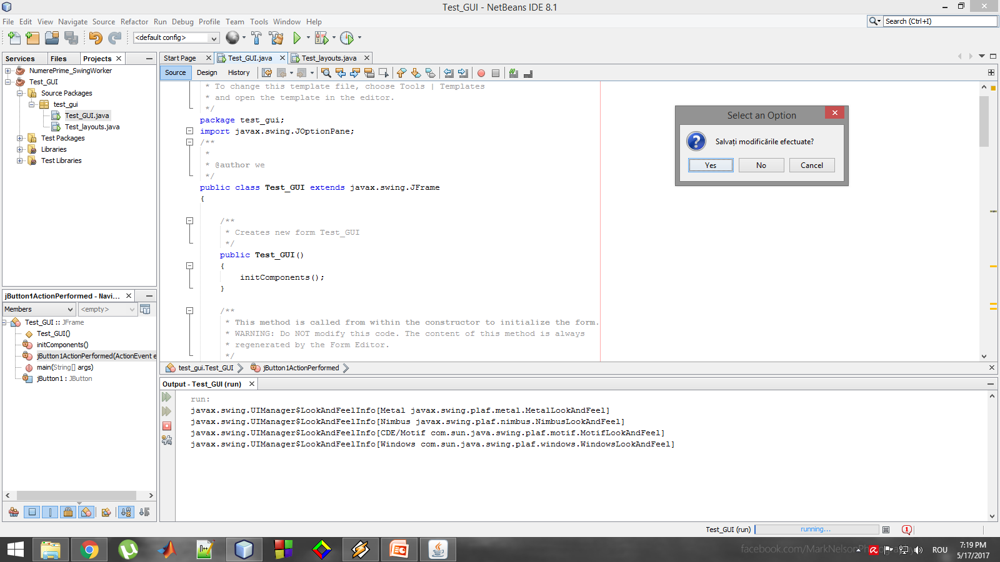 Test_GUI - NetBeans IDE 8.1
File Edit View Navigate Source Refactor Run Debug Profile Team Tools Window Help
Search (Ctrl+I)
<default config>
Services Files Projects
NumerePrime_SwingWorker
Test_GUI
Source Packages
test_gui
Test_GUI.java
Test_layouts.java
Test Packages
Libraries
Test Libraries
Start Page Test_GUI.java Test_layouts.java
Source Design History
* To change this template file, choose Tools | Templates
* and open the template in the editor.
*/
package test_gui;
import javax.swing.JOptionPane;
/**
*
* @author we
*/
public class Test_GUI extends javax.swing.JFrame
{
/**
* Creates new form Test_GUI
*/
public Test_GUI()
{
initComponents();
}
/**
* This method is called from within the constructor to initialize the form.
* WARNING: Do NOT modify this code. The content of this method is always
* regenerated by the Form Editor.
*/
test_gui.Test_GUI jButton1ActionPerformed
Select an Option
Salvați modificările efectuate?
Yes No Cancel
jButton1ActionPerformed - Navi...
Members <empty>
Test_GUI :: JFrame
Test_GUI()
initComponents()
jButton1ActionPerformed(ActionEvent e
main(String[] args)
jButton1 : JButton
Output - Test_GUI (run)
run:
javax.swing.UIManager$LookAndFeelInfo[Metal javax.swing.plaf.metal.MetalLookAndFeel]
javax.swing.UIManager$LookAndFeelInfo[Nimbus javax.swing.plaf.nimbus.NimbusLookAndFeel]
javax.swing.UIManager$LookAndFeelInfo[CDE/Motif com.sun.java.swing.plaf.motif.MotifLookAndFeel]
javax.swing.UIManager$LookAndFeelInfo[Windows com.sun.java.swing.plaf.windows.WindowsLookAndFeel]
Test_GUI (run) running... 1
facebook.com/MarkNelsonPhotography
ROU
7:19 PM
5/17/2017